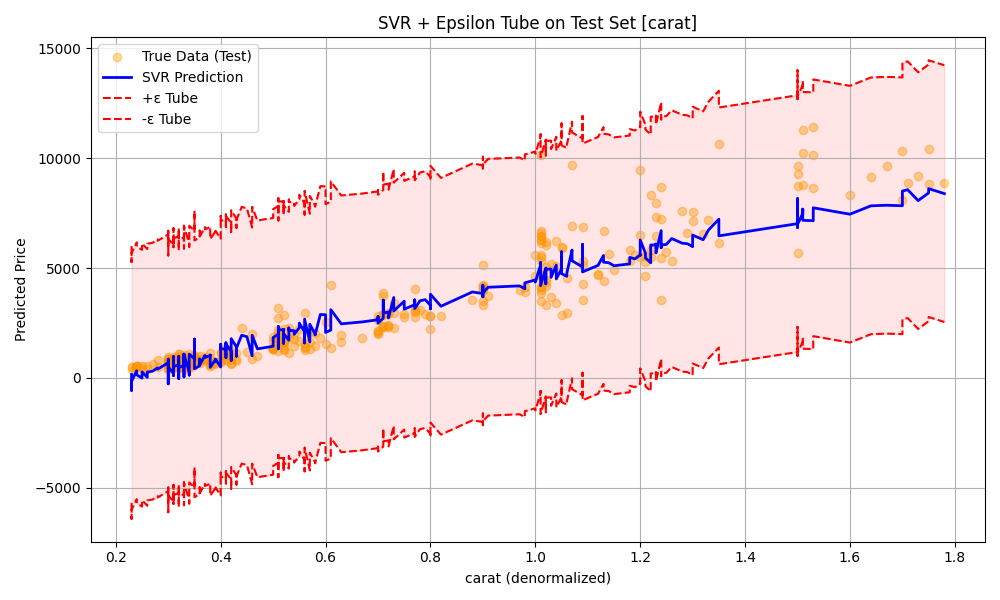 SVR + Epsilon Tube on Test Set [carat]
True Data (Test)
SVR Prediction
+ε Tube
-ε Tube
Predicted Price
15000
10000
5000
0
−5000
0.2 0.4 0.6 0.8 1.0 1.2 1.4 1.6 1.8
carat (denormalized)